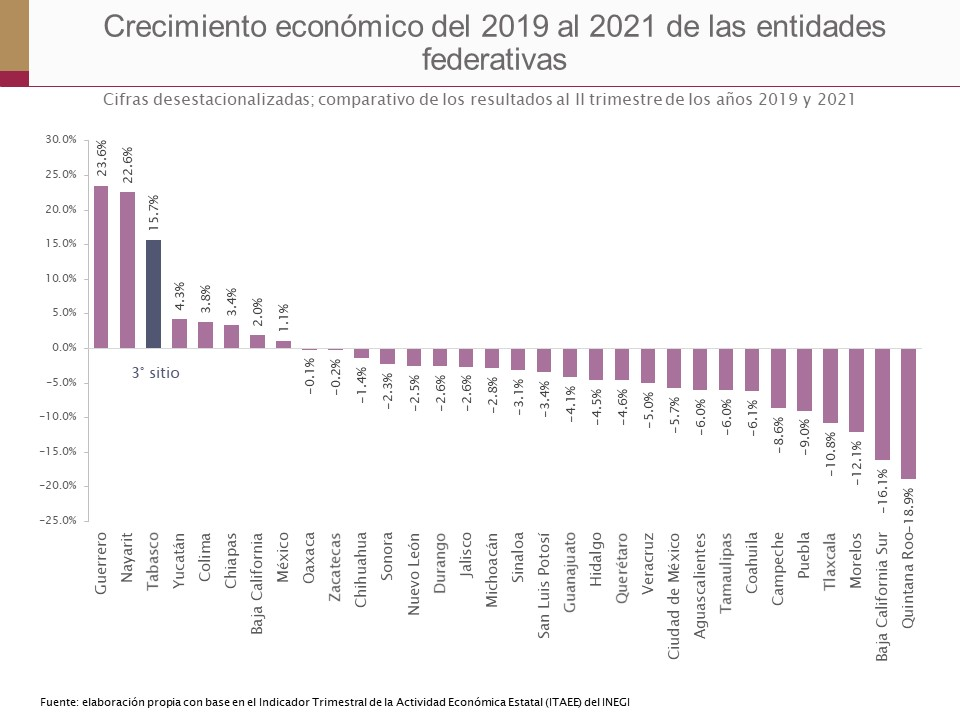 Crecimiento económico del 2019 al 2021 de las entidades
federativas
Cifras desestacionalizadas; comparativo de los resultados al II trimestre de los años 2019 y 2021
30.0%
25.0%
20.0%
15.0%
10.0%
5.0%
0.0%
-5.0%
-10.0%
-15.0%
-20.0%
-25.0%
23.6%
22.6%
15.7%
4.3%
3.8%
3.4%
2.0%
1.1%
-0.1%
-0.2%
-1.4%
-2.3%
-2.5%
-2.6%
-2.6%
-2.8%
-3.1%
-3.4%
-4.1%
-4.5%
-4.6%
-5.0%
-5.7%
-6.0%
-6.0%
-6.1%
-8.6%
-9.0%
-10.8%
-12.1%
-16.1%
-18.9%
3° sitio
Guerrero
Nayarit
Tabasco
Yucatán
Colima
Chiapas
Baja California
México
Oaxaca
Zacatecas
Chihuahua
Sonora
Nuevo León
Durango
Jalisco
Michoacán
Sinaloa
San Luis Potosí
Guanajuato
Hidalgo
Querétaro
Veracruz
Ciudad de México
Aguascalientes
Tamaulipas
Coahuila
Campeche
Puebla
Tlaxcala
Morelos
Baja California Sur
Quintana Roo
Fuente: elaboración propia con base en el Indicador Trimestral de la Actividad Económica Estatal (ITAEE) del INEGI